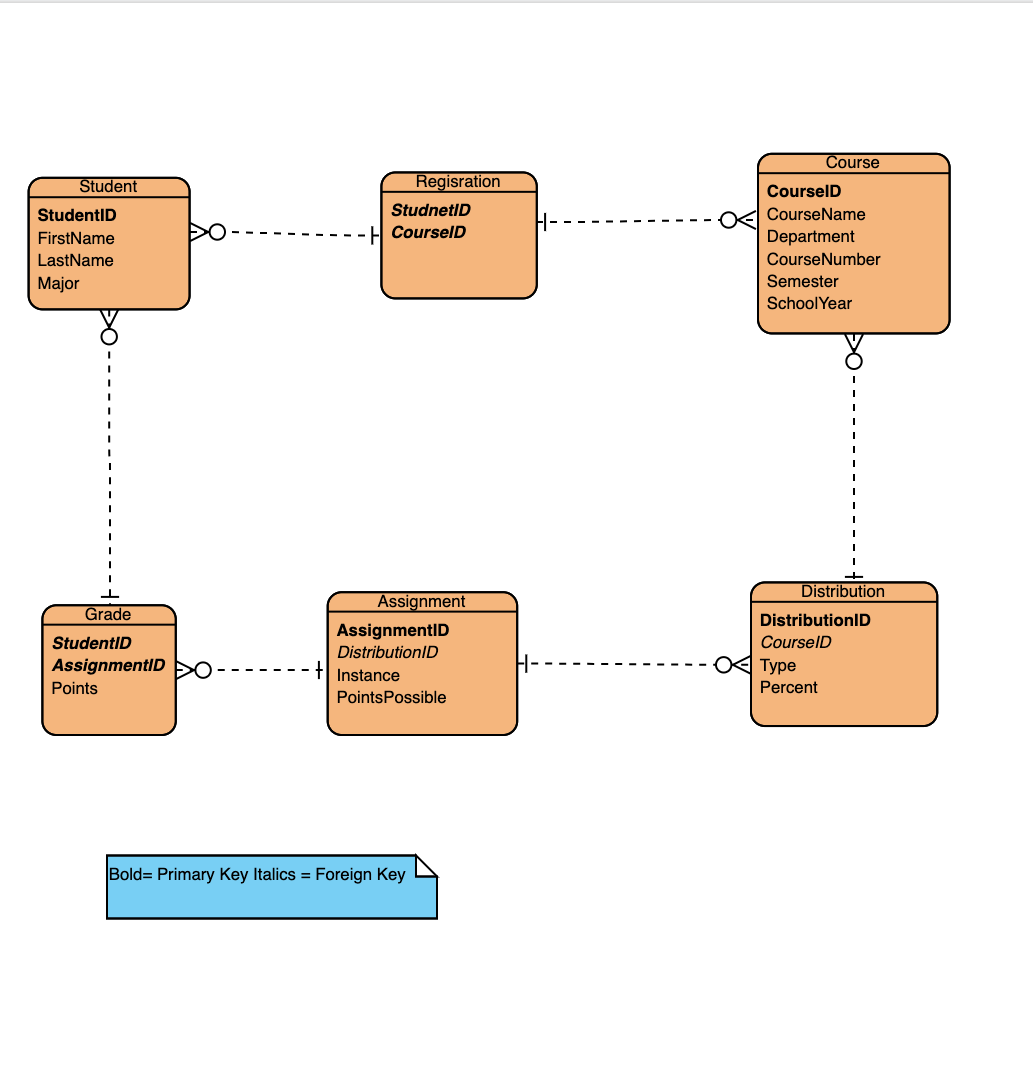 Student
StudentID
FirstName
LastName
Major
Regisration
StudnetID
CourseID
Course
CourseID
CourseName
Department
CourseNumber
Semester
SchoolYear
Grade
StudentID
AssignmentID
Points
Assignment
AssignmentID
DistributionID
Instance
PointsPossible
Distribution
DistributionID
CourseID
Type
Percent
Bold= Primary Key Italics = Foreign Key